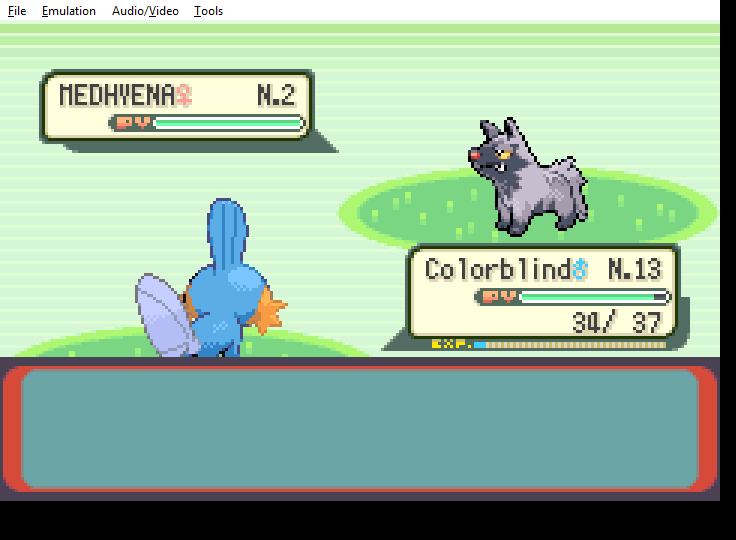 File Emulation Audio/Video Tools
MEDHYENA♀ N.2
PV
Colorblind♂ N.13
PV
34/ 37
EXP.